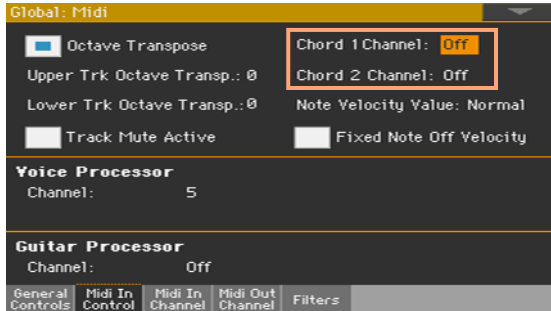 Global: Midi
Octave Transpose
Chord 1 Channel: Off
Upper Trk Octave Transp.: 0
Chord 2 Channel: Off
Lower Trk Octave Transp.:0
Note Velocity Value: Normal
Track Mute Active
Fixed Note Off Velocity
Voice Processor
Channel: 5
Guitar Processor
Channel: Off
General Controls
Midi In Control
Midi In Channel
Midi Out Channel
Filters